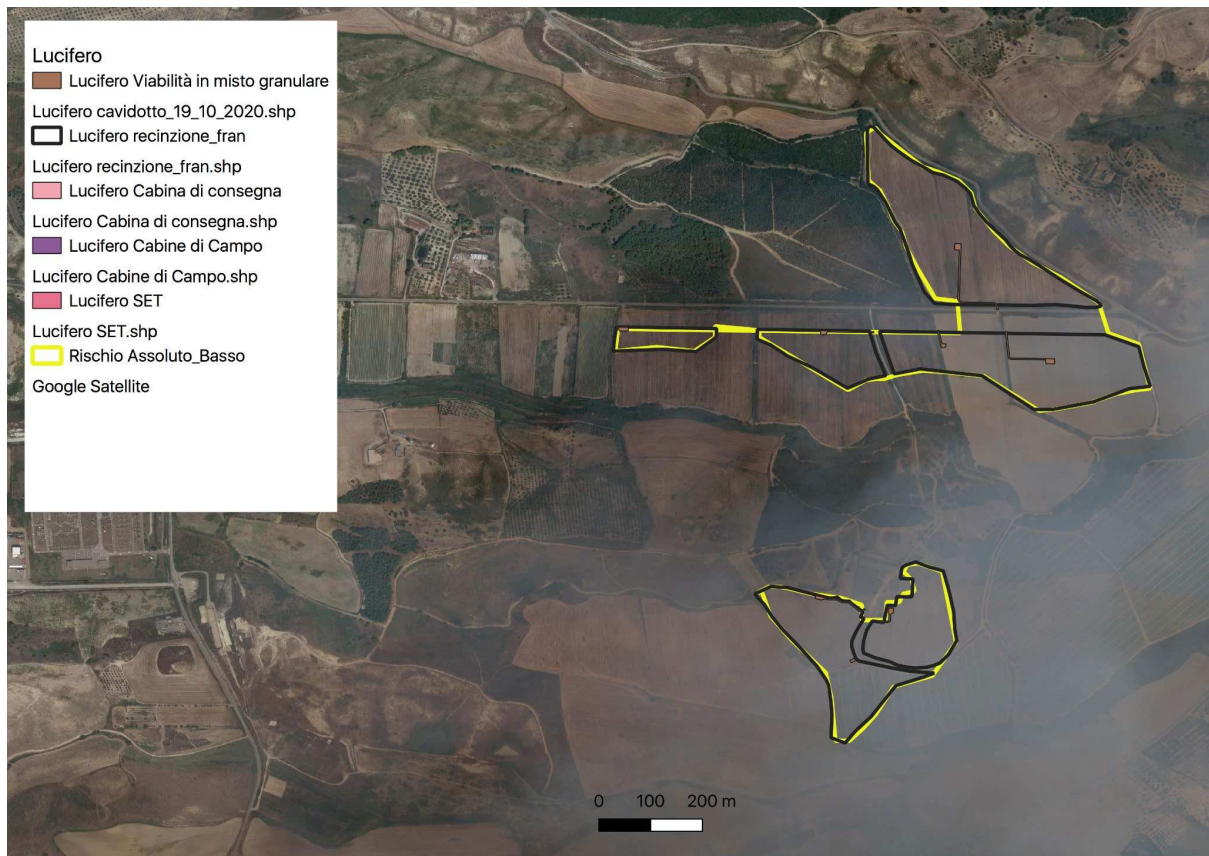 Lucifero
Lucifero Viabilità in misto granulare
Lucifero cavidotto_19_10_2020.shp
Lucifero recinzione_fran
Lucifero recinzione_fran.shp
Lucifero Cabina di consegna
Lucifero Cabina di consegna.shp
Lucifero Cabine di Campo
Lucifero Cabine di Campo.shp
Lucifero SET
Lucifero SET.shp
Rischio Assoluto_Basso
Google Satellite
0 100 200 m